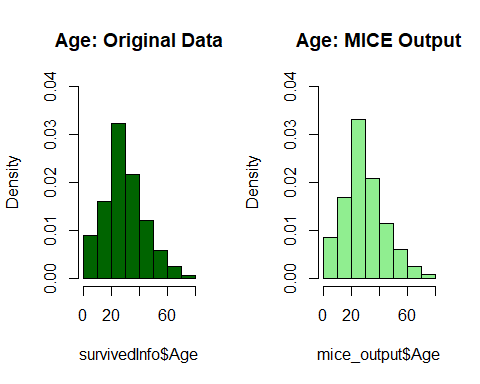 Age: Original Data
Density
0.00 0.01 0.02 0.03 0.04
0 20 60
survivedInfo$Age
Age: MICE Output
Density
0.00 0.01 0.02 0.03 0.04
0 20 60
mice_output$Age